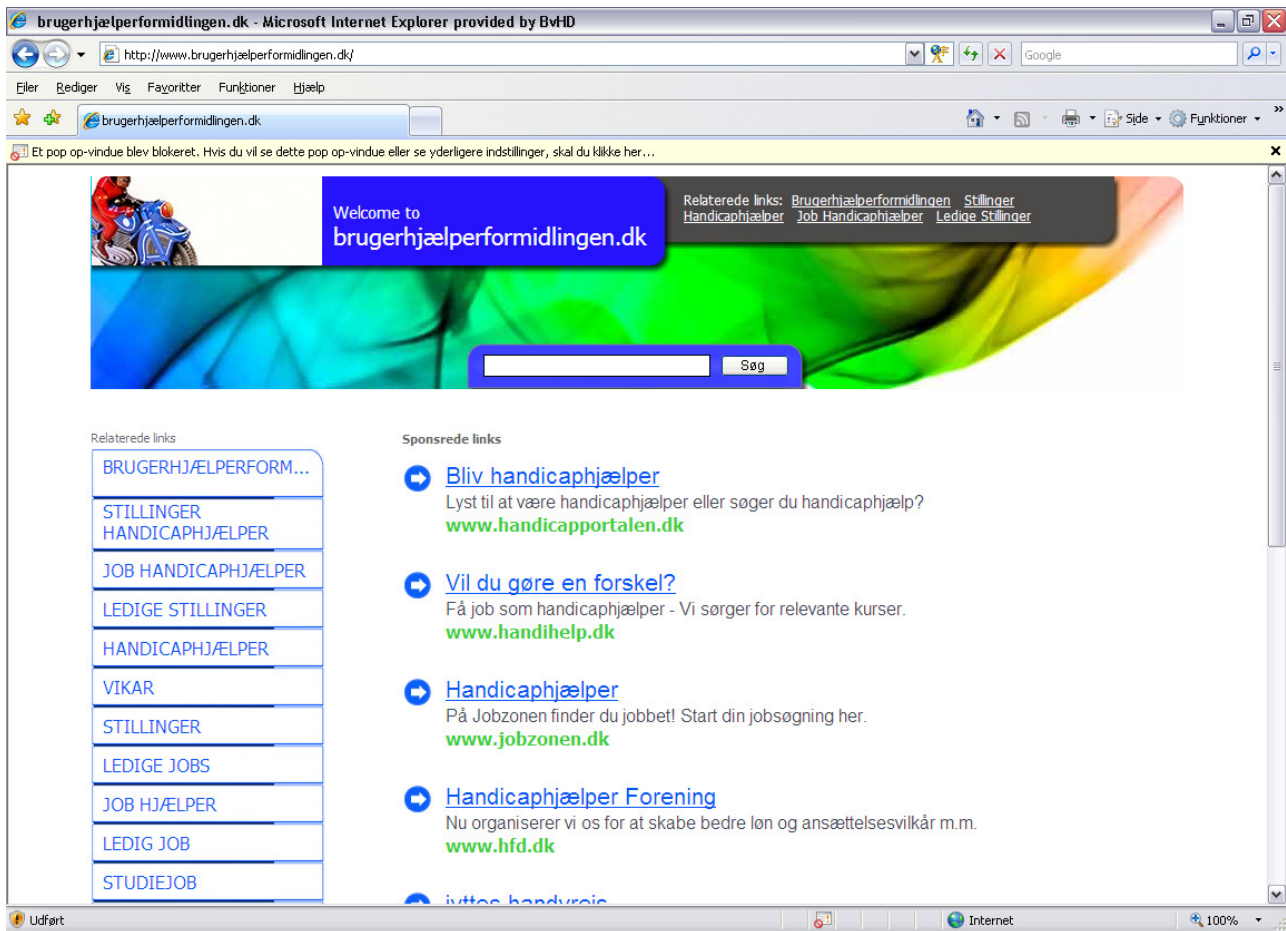 brugerhjælperformidlingen.dk - Microsoft Internet Explorer provided by BvHD
http://www.brugerhjælperformidlingen.dk/
Google
Filer Rediger Vis Favoritter Funktioner Hjælp
brugerhjælperformidlingen.dk
Side Funktioner
Et pop op-vindue blev blokeret. Hvis du vil se dette pop op-vindue eller se yderligere indstillinger, skal du klikke her...
Welcome to
brugerhjælperformidlingen.dk
Relaterede links: Brugerhjælperformidlingen Stillinger
Handicaphjælper Job Handicaphjælper Ledige Stillinger
Søg
Relaterede links
BRUGERHJÆLPERFORM...
STILLINGER
HANDICAPHJÆLPER
JOB HANDICAPHJÆLPER
LEDIGE STILLINGER
HANDICAPHJÆLPER
VIKAR
STILLINGER
LEDIGE JOBS
JOB HJÆLPER
LEDIG JOB
STUDIEJOB
Sponsrede links
Bliv handicaphjælper
Lyst til at være handicaphjælper eller søger du handicaphjælp?
www.handicapportalen.dk
Vil du gøre en forskel?
Få job som handicaphjælper - Vi sørger for relevante kurser.
www.handihelp.dk
Handicaphjælper
På Jobzonen finder du jobbet! Start din jobsøgning her.
www.jobzonen.dk
Handicaphjælper Forening
Nu organiserer vi os for at skabe bedre løn og ansættelsesvilkår m.m.
www.hfd.dk
Udført
Internet
100%